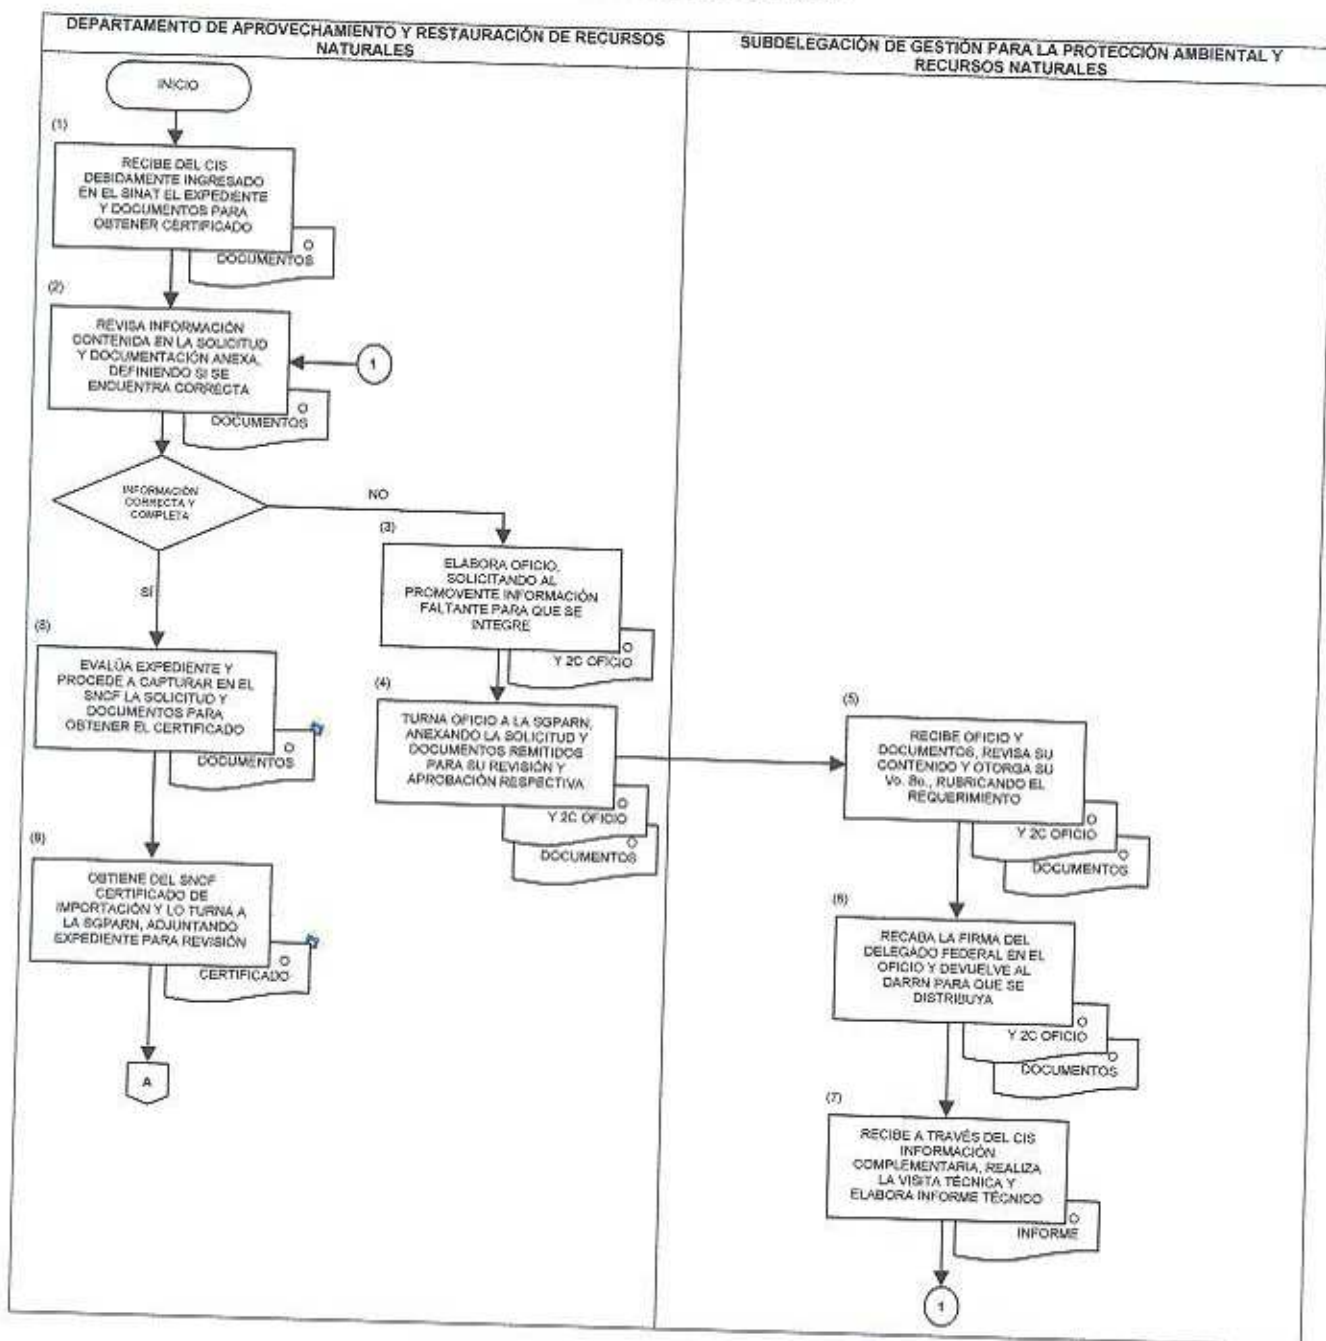 DEPARTAMENTO DE APROVECHAMIENTO Y RESTAURACIÓN DE RECURSOS
NATURALES
SUBDELEGACIÓN DE GESTIÓN PARA LA PROTECCIÓN AMBIENTAL Y
RECURSOS NATURALES
INICIO
(1)
RECIBE DEL CIS
DEBIDAMENTE INGRESADO
EN EL SINAT EL EXPEDIENTE
Y DOCUMENTOS PARA
OBTENER CERTIFICADO
O
DOCUMENTOS
(2)
REVISA INFORMACIÓN
CONTENIDA EN LA SOLICITUD
Y DOCUMENTACIÓN ANEXA,
DEFINIENDO SI SE
ENCUENTRA CORRECTA
1
O
DOCUMENTOS
INFORMACIÓN
CORRECTA Y
COMPLETA
NO
SÍ
(3)
ELABORA OFICIO,
SOLICITANDO AL
PROMOVENTE INFORMACIÓN
FALTANTE PARA QUE SE
INTEGRE
O
Y 2C OFICIO
(4)
TURNA OFICIO A LA SGPARN,
ANEXANDO LA SOLICITUD Y
DOCUMENTOS REMITIDOS
PARA SU REVISIÓN Y
APROBACIÓN RESPECTIVA
O
Y 2C OFICIO
O
DOCUMENTOS
(5)
RECIBE OFICIO Y
DOCUMENTOS, REVISA SU
CONTENIDO Y OTORGA SU
Vo. Bo., RUBRICANDO EL
REQUERIMIENTO
O
Y 2C OFICIO
O
DOCUMENTOS
(6)
RECABA LA FIRMA DEL
DELEGADO FEDERAL EN EL
OFICIO Y DEVUELVE AL
DARRN PARA QUE SE
DISTRIBUYA
O
Y 2C OFICIO
O
DOCUMENTOS
(7)
RECIBE A TRAVÉS DEL CIS
INFORMACIÓN
COMPLEMENTARIA, REALIZA
LA VISITA TÉCNICA Y
ELABORA INFORME TÉCNICO
O
INFORME
1
(8)
EVALÚA EXPEDIENTE Y
PROCEDE A CAPTURAR EN EL
SNCF LA SOLICITUD Y
DOCUMENTOS PARA
OBTENER EL CERTIFICADO
O
DOCUMENTOS
(9)
OBTIENE DEL SNCF
CERTIFICADO DE
IMPORTACIÓN Y LO TURNA A
LA SGPARN, ADJUNTANDO
EXPEDIENTE PARA REVISIÓN
O
CERTIFICADO
A